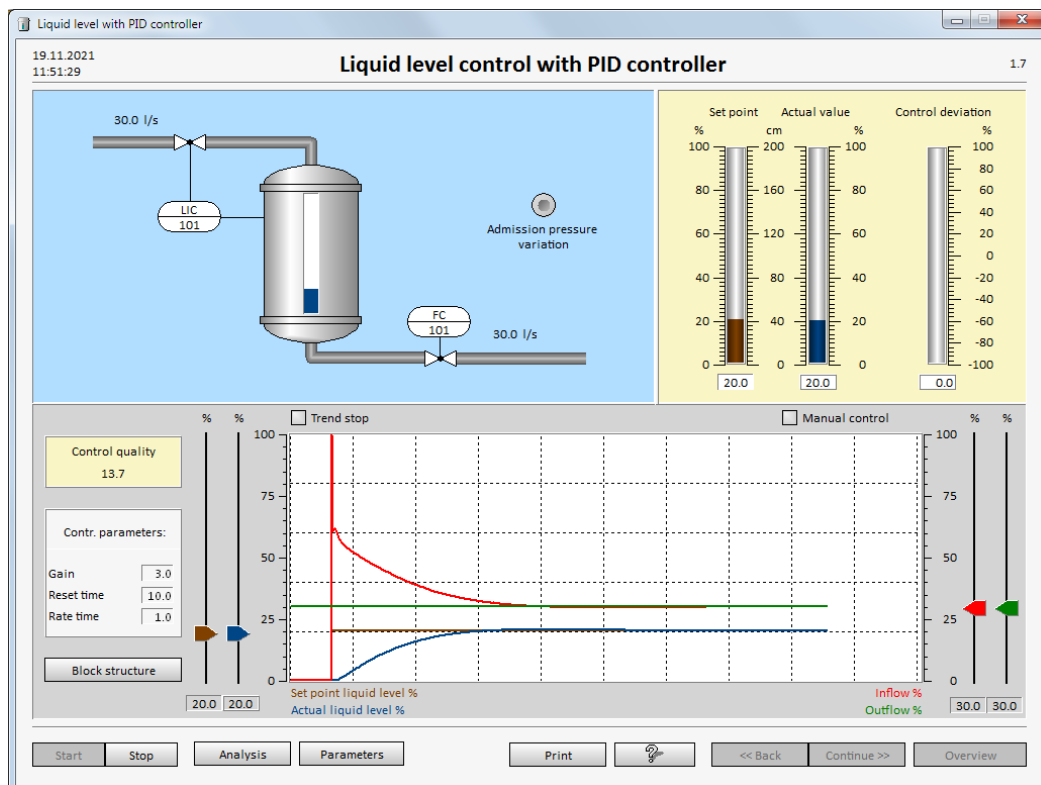 Liquid level with PID controller
19.11.2021
11:51:29
Liquid level control with PID controller
1.7
30.0 l/s
LIC
101
Admission pressure
variation
FC
101
30.0 l/s
Set point Actual value Control deviation
% cm % %
100 200 100 100
80
80 160 80 60
40
60 120 60 20
0
40 80 40 -20
-40
20 40 20 -60
-80
0 0 0 -100
20.0 20.0 0.0
% % Trend stop Manual control % %
Control quality
13.7
100 100
75 75
50 50
25 25
0 0
Contr. parameters:
Gain 3.0
Reset time 10.0
Rate time 1.0
Block structure
20.0 20.0
Set point liquid level % Inflow %
Actual liquid level % Outflow %
30.0 30.0
Start Stop Analysis Parameters Print ? << Back Continue >> Overview